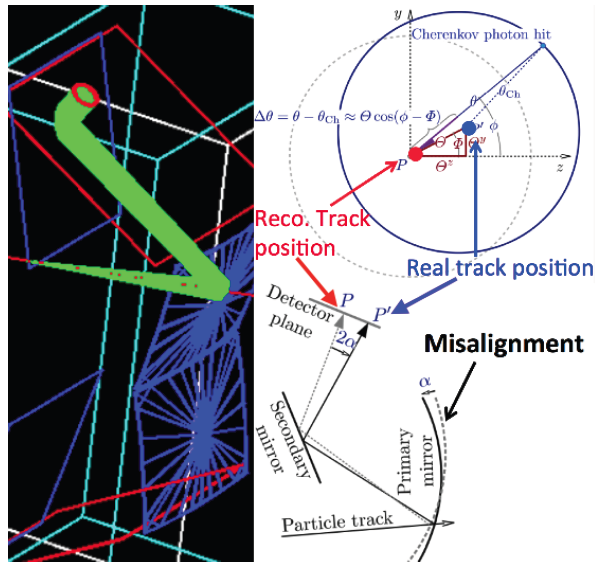 y
Cherenkov photon hit
θ
θ_Ch
Δθ = θ − θ_Ch ≈ Θ cos(ϕ − Φ)
P'
ϕ
Θ
Φ
Θ^y
P
Θ^z
z
Reco. Track
position
Real track position
P
P'
Detector
plane
2α
Misalignment
α
Secondary
mirror
Primary
mirror
Particle track